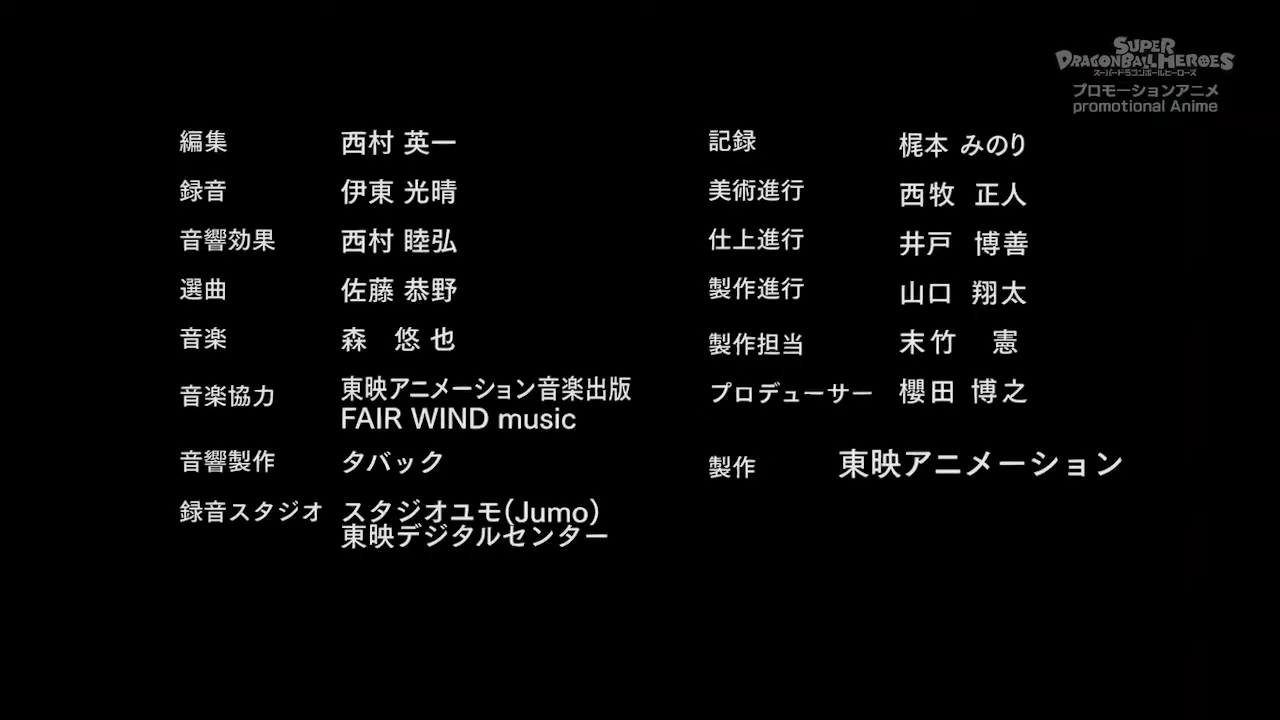 SUPER
DRAGONBALL HEROES
スーパードラゴンボールヒーローズ
プロモーションアニメ
promotional Anime
編集 西村 英一
録音 伊東 光晴
音響効果 西村 睦弘
選曲 佐藤 恭野
音楽 森 悠也
音楽協力 東映アニメーション音楽出版
FAIR WIND music
音響製作 タバック
録音スタジオ スタジオユモ(Jumo)
東映デジタルセンター
記録 梶本 みのり
美術進行 西牧 正人
仕上進行 井戸 博善
製作進行 山口 翔太
製作担当 末竹 憲
プロデューサー 櫻田 博之
製作 東映アニメーション